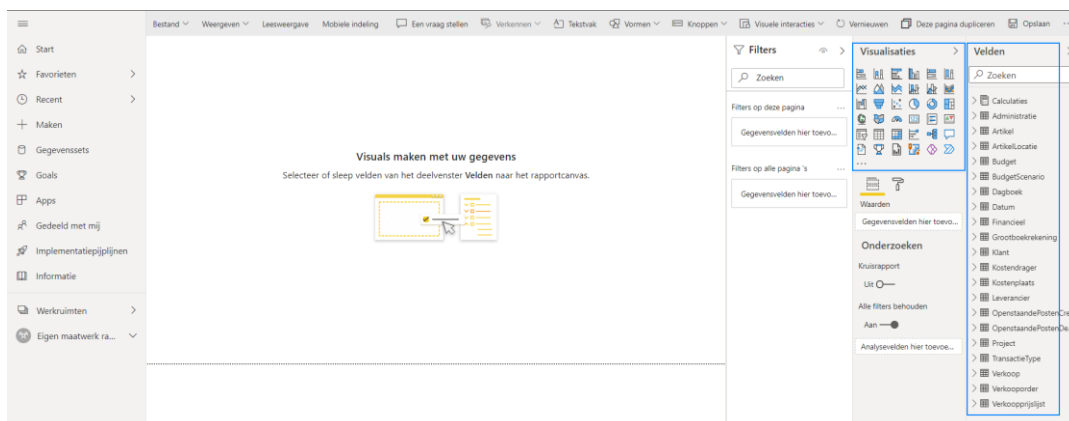 Bestand Weergeven Leesweergave Mobiele indeling Een vraag stellen Verkennen Tekstvak Vormen Knoppen Visuele interacties Vernieuwen Deze pagina dupliceren Opslaan ...
Start
Favorieten
Recent
Maken
Gegevenssets
Goals
Apps
Gedeeld met mij
Implementatiepijplijnen
Informatie
Werkruimten
Eigen maatwerk ra...
Visuals maken met uw gegevens
Selecteer of sleep velden van het deelvenster Velden naar het rapportcanvas.
Filters
Zoeken
Filters op deze pagina ...
Gegevensvelden hier toevo...
Filters op alle pagina 's ...
Gegevensvelden hier toevo...
Visualisaties
...
Waarden
Gegevensvelden hier toevo...
Onderzoeken
Kruisrapport
Uit
Alle filters behouden
Aan
Analysevelden hier toevoe...
Velden
Zoeken
Calculaties
Administratie
Artikel
ArtikelLocatie
Budget
BudgetScenario
Dagboek
Datum
Financieel
Grootboekrekening
Klant
Kostendrager
Kostenplaats
Leverancier
OpenstaandePostenCre
OpenstaandePostenDe
Project
TransactieType
Verkoop
Verkooporder
Verkoopprijslijst